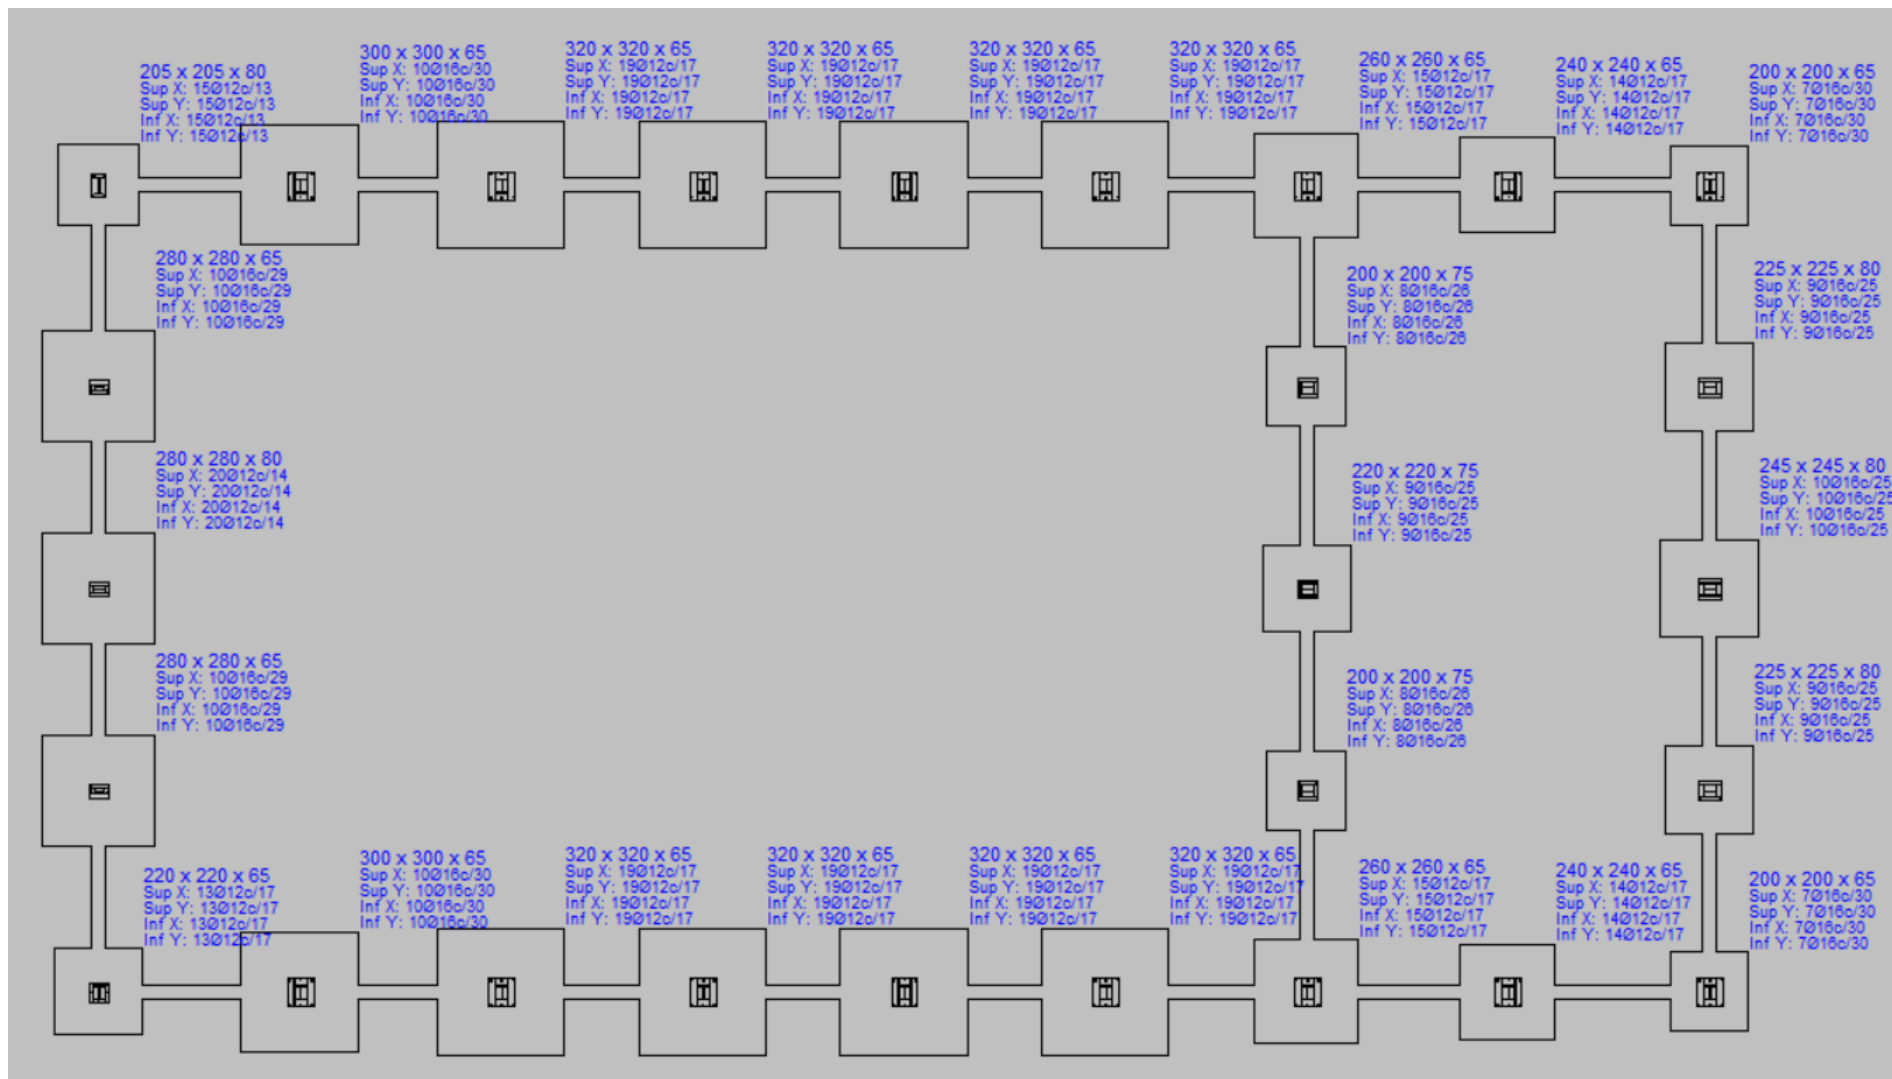 205 x 205 x 80
Sup X: 15Ø12c/13
Sup Y: 15Ø12c/13
Inf X: 15Ø12c/13
Inf Y: 15Ø12c/13
300 x 300 x 65
Sup X: 10Ø16c/30
Sup Y: 10Ø16c/30
Inf X: 10Ø16c/30
Inf Y: 10Ø16c/30
320 x 320 x 65
Sup X: 19Ø12c/17
Sup Y: 19Ø12c/17
Inf X: 19Ø12c/17
Inf Y: 19Ø12c/17
320 x 320 x 65
Sup X: 19Ø12c/17
Sup Y: 19Ø12c/17
Inf X: 19Ø12c/17
Inf Y: 19Ø12c/17
320 x 320 x 65
Sup X: 19Ø12c/17
Sup Y: 19Ø12c/17
Inf X: 19Ø12c/17
Inf Y: 19Ø12c/17
320 x 320 x 65
Sup X: 19Ø12c/17
Sup Y: 19Ø12c/17
Inf X: 19Ø12c/17
Inf Y: 19Ø12c/17
260 x 260 x 65
Sup X: 15Ø12c/17
Sup Y: 15Ø12c/17
Inf X: 15Ø12c/17
Inf Y: 15Ø12c/17
240 x 240 x 65
Sup X: 14Ø12c/17
Sup Y: 14Ø12c/17
Inf X: 14Ø12c/17
Inf Y: 14Ø12c/17
200 x 200 x 65
Sup X: 7Ø16c/30
Sup Y: 7Ø16c/30
Inf X: 7Ø16c/30
Inf Y: 7Ø16c/30
280 x 280 x 65
Sup X: 10Ø16c/29
Sup Y: 10Ø16c/29
Inf X: 10Ø16c/29
Inf Y: 10Ø16c/29
200 x 200 x 75
Sup X: 8Ø16c/26
Sup Y: 8Ø16c/26
Inf X: 8Ø16c/26
Inf Y: 8Ø16c/26
225 x 225 x 80
Sup X: 9Ø16c/25
Sup Y: 9Ø16c/25
Inf X: 9Ø16c/25
Inf Y: 9Ø16c/25
280 x 280 x 80
Sup X: 20Ø12c/14
Sup Y: 20Ø12c/14
Inf X: 20Ø12c/14
Inf Y: 20Ø12c/14
220 x 220 x 75
Sup X: 9Ø16c/25
Sup Y: 9Ø16c/25
Inf X: 9Ø16c/25
Inf Y: 9Ø16c/25
245 x 245 x 80
Sup X: 10Ø16c/25
Sup Y: 10Ø16c/25
Inf X: 10Ø16c/25
Inf Y: 10Ø16c/25
280 x 280 x 65
Sup X: 10Ø16c/29
Sup Y: 10Ø16c/29
Inf X: 10Ø16c/29
Inf Y: 10Ø16c/29
200 x 200 x 75
Sup X: 8Ø16c/26
Sup Y: 8Ø16c/26
Inf X: 8Ø16c/26
Inf Y: 8Ø16c/26
225 x 225 x 80
Sup X: 9Ø16c/25
Sup Y: 9Ø16c/25
Inf X: 9Ø16c/25
Inf Y: 9Ø16c/25
220 x 220 x 65
Sup X: 13Ø12c/17
Sup Y: 13Ø12c/17
Inf X: 13Ø12c/17
Inf Y: 13Ø12c/17
300 x 300 x 65
Sup X: 10Ø16c/30
Sup Y: 10Ø16c/30
Inf X: 10Ø16c/30
Inf Y: 10Ø16c/30
320 x 320 x 65
Sup X: 19Ø12c/17
Sup Y: 19Ø12c/17
Inf X: 19Ø12c/17
Inf Y: 19Ø12c/17
320 x 320 x 65
Sup X: 19Ø12c/17
Sup Y: 19Ø12c/17
Inf X: 19Ø12c/17
Inf Y: 19Ø12c/17
320 x 320 x 65
Sup X: 19Ø12c/17
Sup Y: 19Ø12c/17
Inf X: 19Ø12c/17
Inf Y: 19Ø12c/17
320 x 320 x 65
Sup X: 19Ø12c/17
Sup Y: 19Ø12c/17
Inf X: 19Ø12c/17
Inf Y: 19Ø12c/17
260 x 260 x 65
Sup X: 15Ø12c/17
Sup Y: 15Ø12c/17
Inf X: 15Ø12c/17
Inf Y: 15Ø12c/17
240 x 240 x 65
Sup X: 14Ø12c/17
Sup Y: 14Ø12c/17
Inf X: 14Ø12c/17
Inf Y: 14Ø12c/17
200 x 200 x 65
Sup X: 7Ø16c/30
Sup Y: 7Ø16c/30
Inf X: 7Ø16c/30
Inf Y: 7Ø16c/30